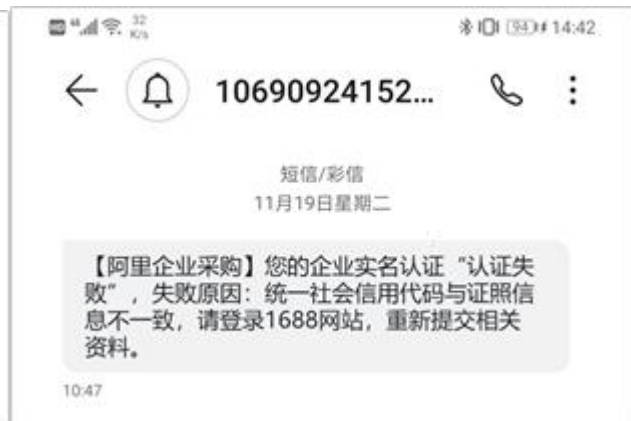 32
K/s
94
14:42
10690924152...
短信/彩信
11月19日星期二
【阿里企业采购】您的企业实名认证“认证失
败”，失败原因：统一社会信用代码与证照信
息不一致，请登录1688网站，重新提交相关
资料。
10:47